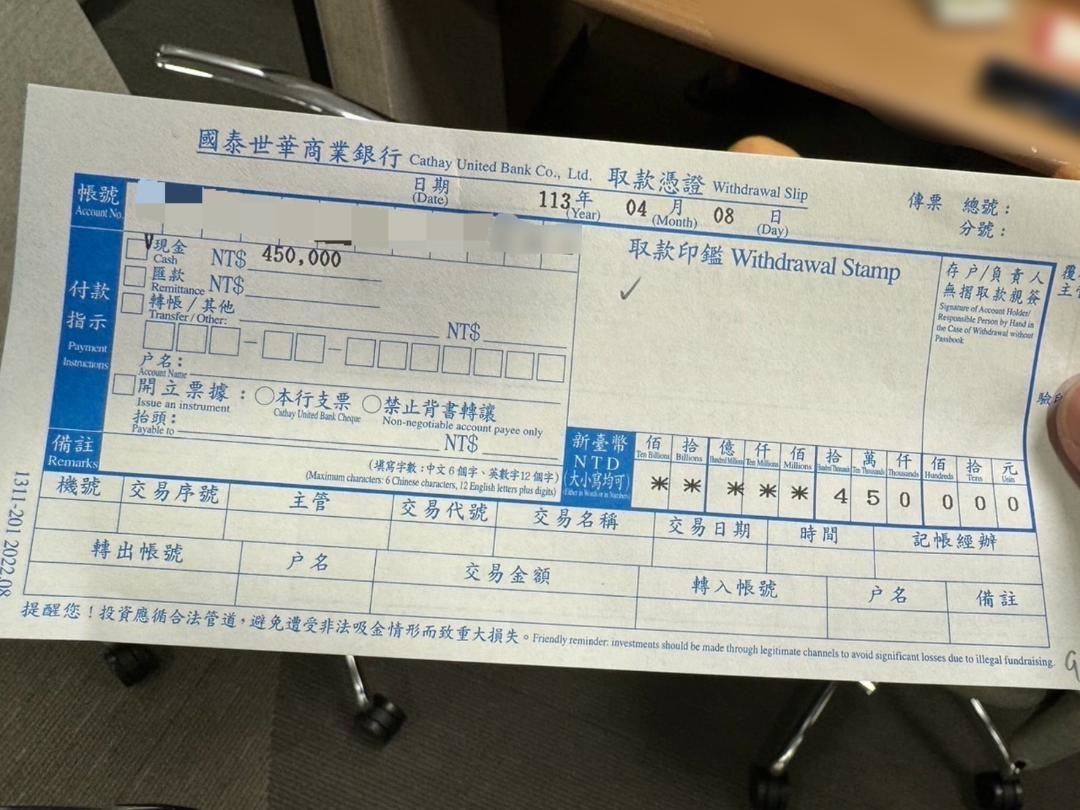 國泰世華商業銀行 Cathay United Bank Co., Ltd. 取款憑證 Withdrawal Slip
帳號
Account No.
日期
(Date)
113年 04 月 08 日
(Year) (Month) (Day)
傳票 總號：
分號：
付款
指示
Payment
Instructions
V現金 NT$ 450,000
Cash
匯款 NT$
Remittance
轉帳/其他
Transfer/Other:
NT$
户名：
Account Name
開立票據：○本行支票 ○禁止背書轉讓
Issue an instrument Cathay United Bank Cheque Non-negotiable account payee only
抬頭：
Payable to
NT$
備註
Remarks
(填寫字數：中文6個字、英數字12個字)
(Maximum characters: 6 Chinese characters, 12 English letters plus digits)
取款印鑑 Withdrawal Stamp
✓
存户/負責人
無摺取款親簽
Signature of Account Holder/
Responsible Person by Hand in
the Case of Withdrawal without
Passbook
新臺幣
NTD
(大小寫均可)
(Either in Words or in Numbers)
佰 拾 億 仟 佰 拾 萬 仟 佰 拾 元
Ten Billions Billions Hundred Millions Ten Millions Millions Hundred Thousands Ten Thousands Thousands Hundreds Tens Units
* * * * * 4 5 0 0 0 0
機號 交易序號 主管 交易代號 交易名稱 交易日期 時間 記帳經辦
轉出帳號 户名 交易金額 轉入帳號 户名 備註
提醒您！投資應循合法管道，避免遭受非法吸金情形而致重大損失。Friendly reminder: investments should be made through legitimate channels to avoid significant losses due to illegal fundraising.
1311-201 2022.08